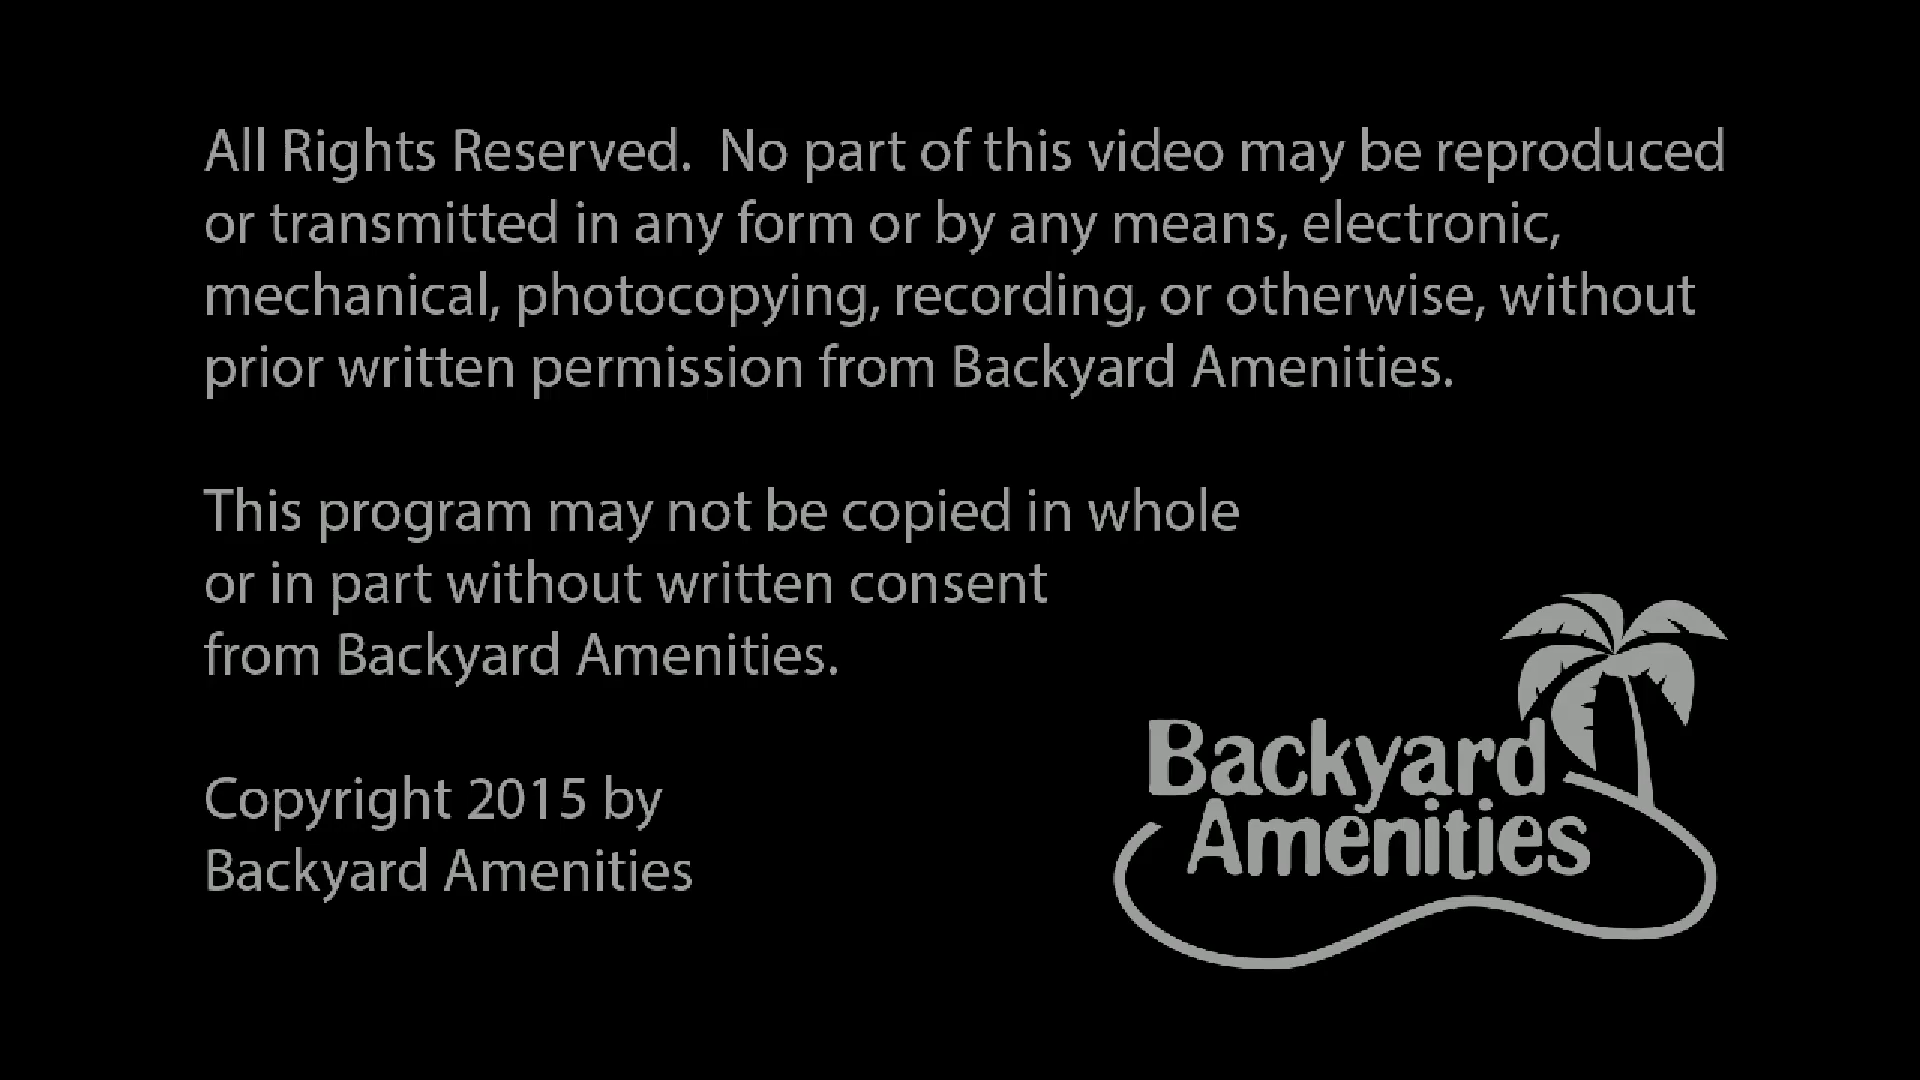 All Rights Reserved.  No part of this video may be reproduced
or transmitted in any form or by any means, electronic,
mechanical, photocopying, recording, or otherwise, without
prior written permission from Backyard Amenities.
This program may not be copied in whole
or in part without written consent
from Backyard Amenities.
Copyright 2015 by
Backyard Amenities
Backyard
Amenities